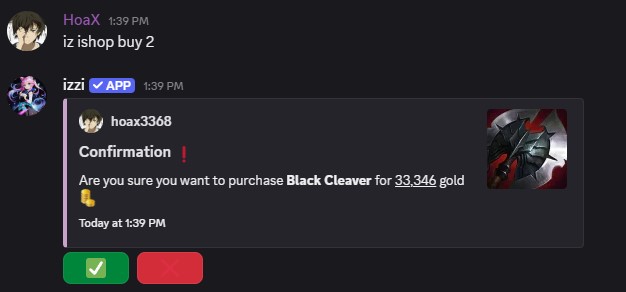 HoaX 1:39 PM
iz ishop buy 2
izzi ✓ APP 1:39 PM
hoax3368
Confirmation ❗
Are you sure you want to purchase Black Cleaver for 33,346 gold
Today at 1:39 PM